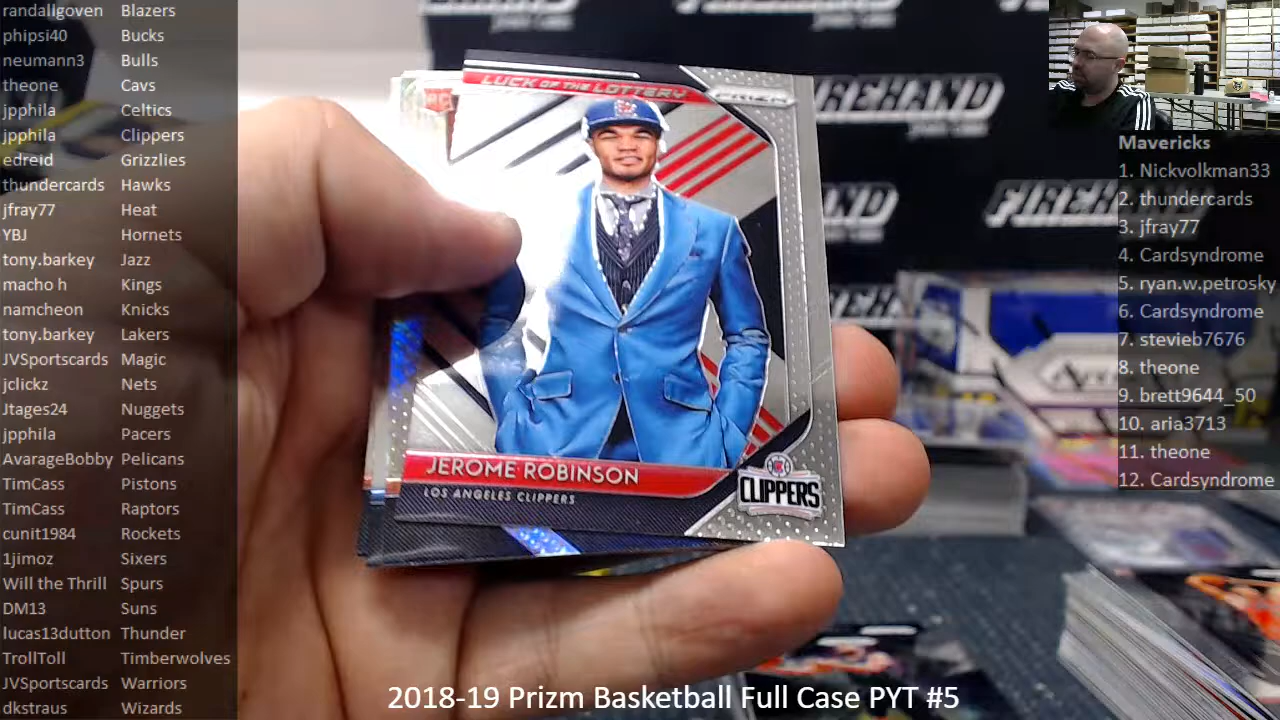 randallgoven Blazers
phipsi40 Bucks
neumann3 Bulls
theone Cavs
jpphila Celtics
jpphila Clippers
edreid Grizzlies
thundercards Hawks
jfray77 Heat
YBJ Hornets
tony.barkey Jazz
macho h Kings
namcheon Knicks
tony.barkey Lakers
JVSportscards Magic
jclickz Nets
Jtages24 Nuggets
jpphila Pacers
AvarageBobby Pelicans
TimCass Pistons
TimCass Raptors
cunit1984 Rockets
1jimoz Sixers
Will the Thrill Spurs
DM13 Suns
lucas13dutton Thunder
TrollToll Timberwolves
JVSportscards Warriors
dkstraus Wizards
LUCK OF THE LOTTERY PRIZM
RC
JEROME ROBINSON
LOS ANGELES CLIPPERS
CLIPPERS
FIREHAND
FIREHAND
Mavericks
1. Nickvolkman33
2. thundercards
3. jfray77
4. Cardsyndrome
5. ryan.w.petrosky
6. Cardsyndrome
7. stevieb7676
8. theone
9. brett9644_50
10. aria3713
11. theone
12. Cardsyndrome
2018-19 Prizm Basketball Full Case PYT #5